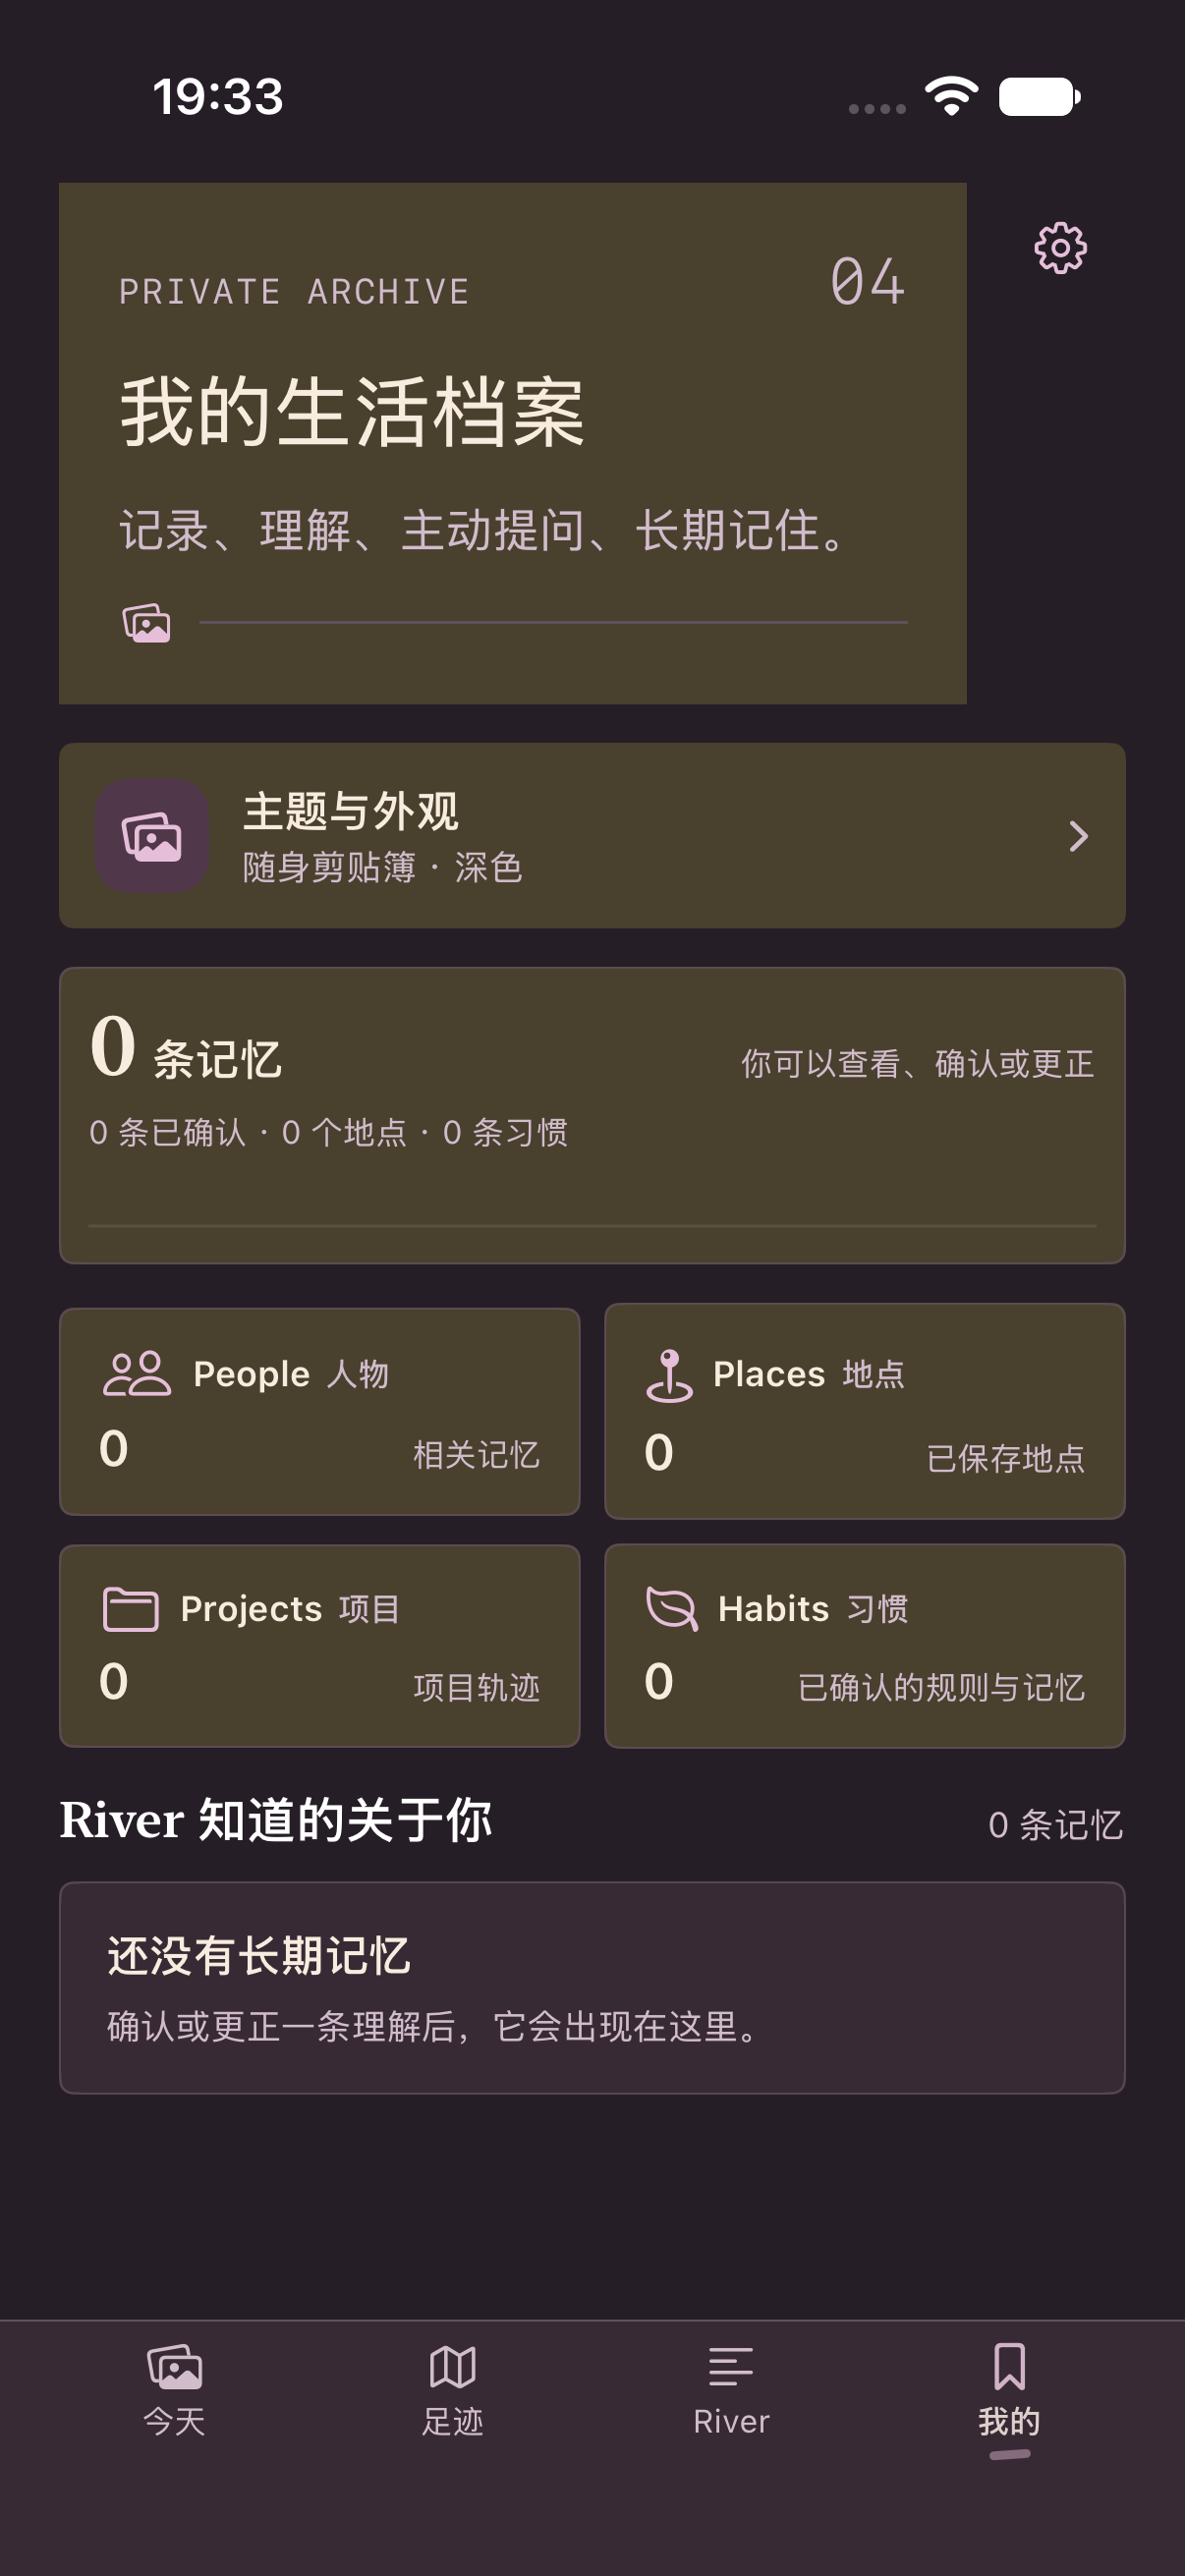 19:33
PRIVATE ARCHIVE 04
我的生活档案
记录、理解、主动提问、长期记住。
主题与外观
随身剪贴簿 · 深色
0 条记忆 你可以查看、确认或更正
0 条已确认 · 0 个地点 · 0 条习惯
People 人物
0 相关记忆
Places 地点
0 已保存地点
Projects 项目
0 项目轨迹
Habits 习惯
0 已确认的规则与记忆
River 知道的关于你 0 条记忆
还没有长期记忆
确认或更正一条理解后，它会出现在这里。
今天 足迹 River 我的